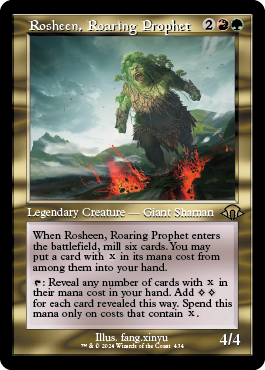 Rosheen, Roaring Prophet 2
Legendary Creature — Giant Shaman
When Rosheen, Roaring Prophet enters
the battlefield, mill six cards. You may
put a card with X in its mana cost from
among them into your hand.
: Reveal any number of cards with X in
their mana cost in your hand. Add
for each card revealed this way. Spend this
mana only on costs that contain X.
Illus. fang.xinyu
™ & © 2024 Wizards of the Coast 434
4/4